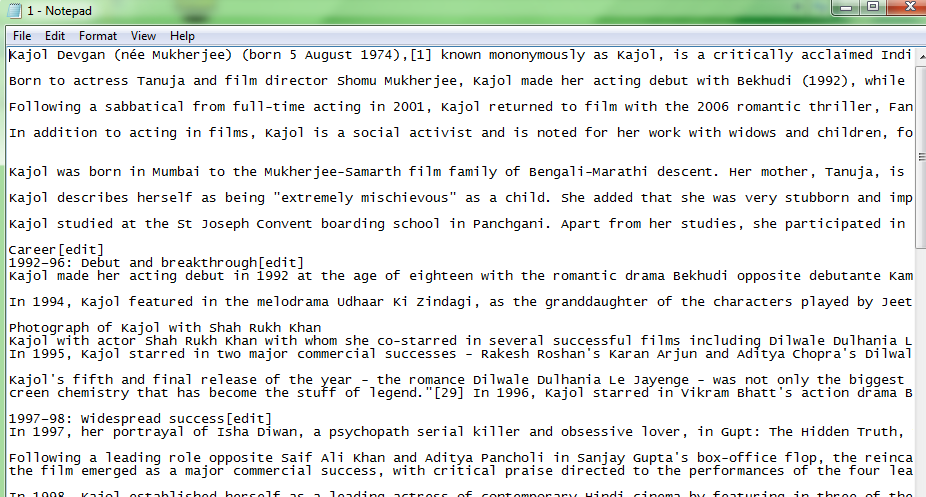 1 - Notepad
File Edit Format View Help
Kajol Devgan (née Mukherjee) (born 5 August 1974),[1] known mononymously as Kajol, is a critically acclaimed Indi
Born to actress Tanuja and film director Shomu Mukherjee, Kajol made her acting debut with Bekhudi (1992), while
Following a sabbatical from full-time acting in 2001, Kajol returned to film with the 2006 romantic thriller, Fan
In addition to acting in films, Kajol is a social activist and is noted for her work with widows and children, fo
Kajol was born in Mumbai to the Mukherjee-Samarth film family of Bengali-Marathi descent. Her mother, Tanuja, is
Kajol describes herself as being "extremely mischievous" as a child. She added that she was very stubborn and imp
Kajol studied at the St Joseph Convent boarding school in Panchgani. Apart from her studies, she participated in
Career[edit]
1992–96: Debut and breakthrough[edit]
Kajol made her acting debut in 1992 at the age of eighteen with the romantic drama Bekhudi opposite debutante Kam
In 1994, Kajol featured in the melodrama Udhaar Ki Zindagi, as the granddaughter of the characters played by Jeet
Photograph of Kajol with Shah Rukh Khan
Kajol with actor Shah Rukh Khan with whom she co-starred in several successful films including Dilwale Dulhania L
In 1995, Kajol starred in two major commercial successes – Rakesh Roshan's Karan Arjun and Aditya Chopra's Dilwal
Kajol's fifth and final release of the year – the romance Dilwale Dulhania Le Jayenge – was not only the biggest
creen chemistry that has become the stuff of legend."[29] In 1996, Kajol starred in Vikram Bhatt's action drama B
1997–98: Widespread success[edit]
In 1997, her portrayal of Isha Diwan, a psychopath serial killer and obsessive lover, in Gupt: The Hidden Truth,
Following a leading role opposite Saif Ali Khan and Aditya Pancholi in Sanjay Gupta's box-office flop, the reinca
the film emerged as a major commercial success, with critical praise directed to the performances of the four lea
In 1998, Kajol established herself as a leading actress of contemporary Hindi cinema by featuring in three of the